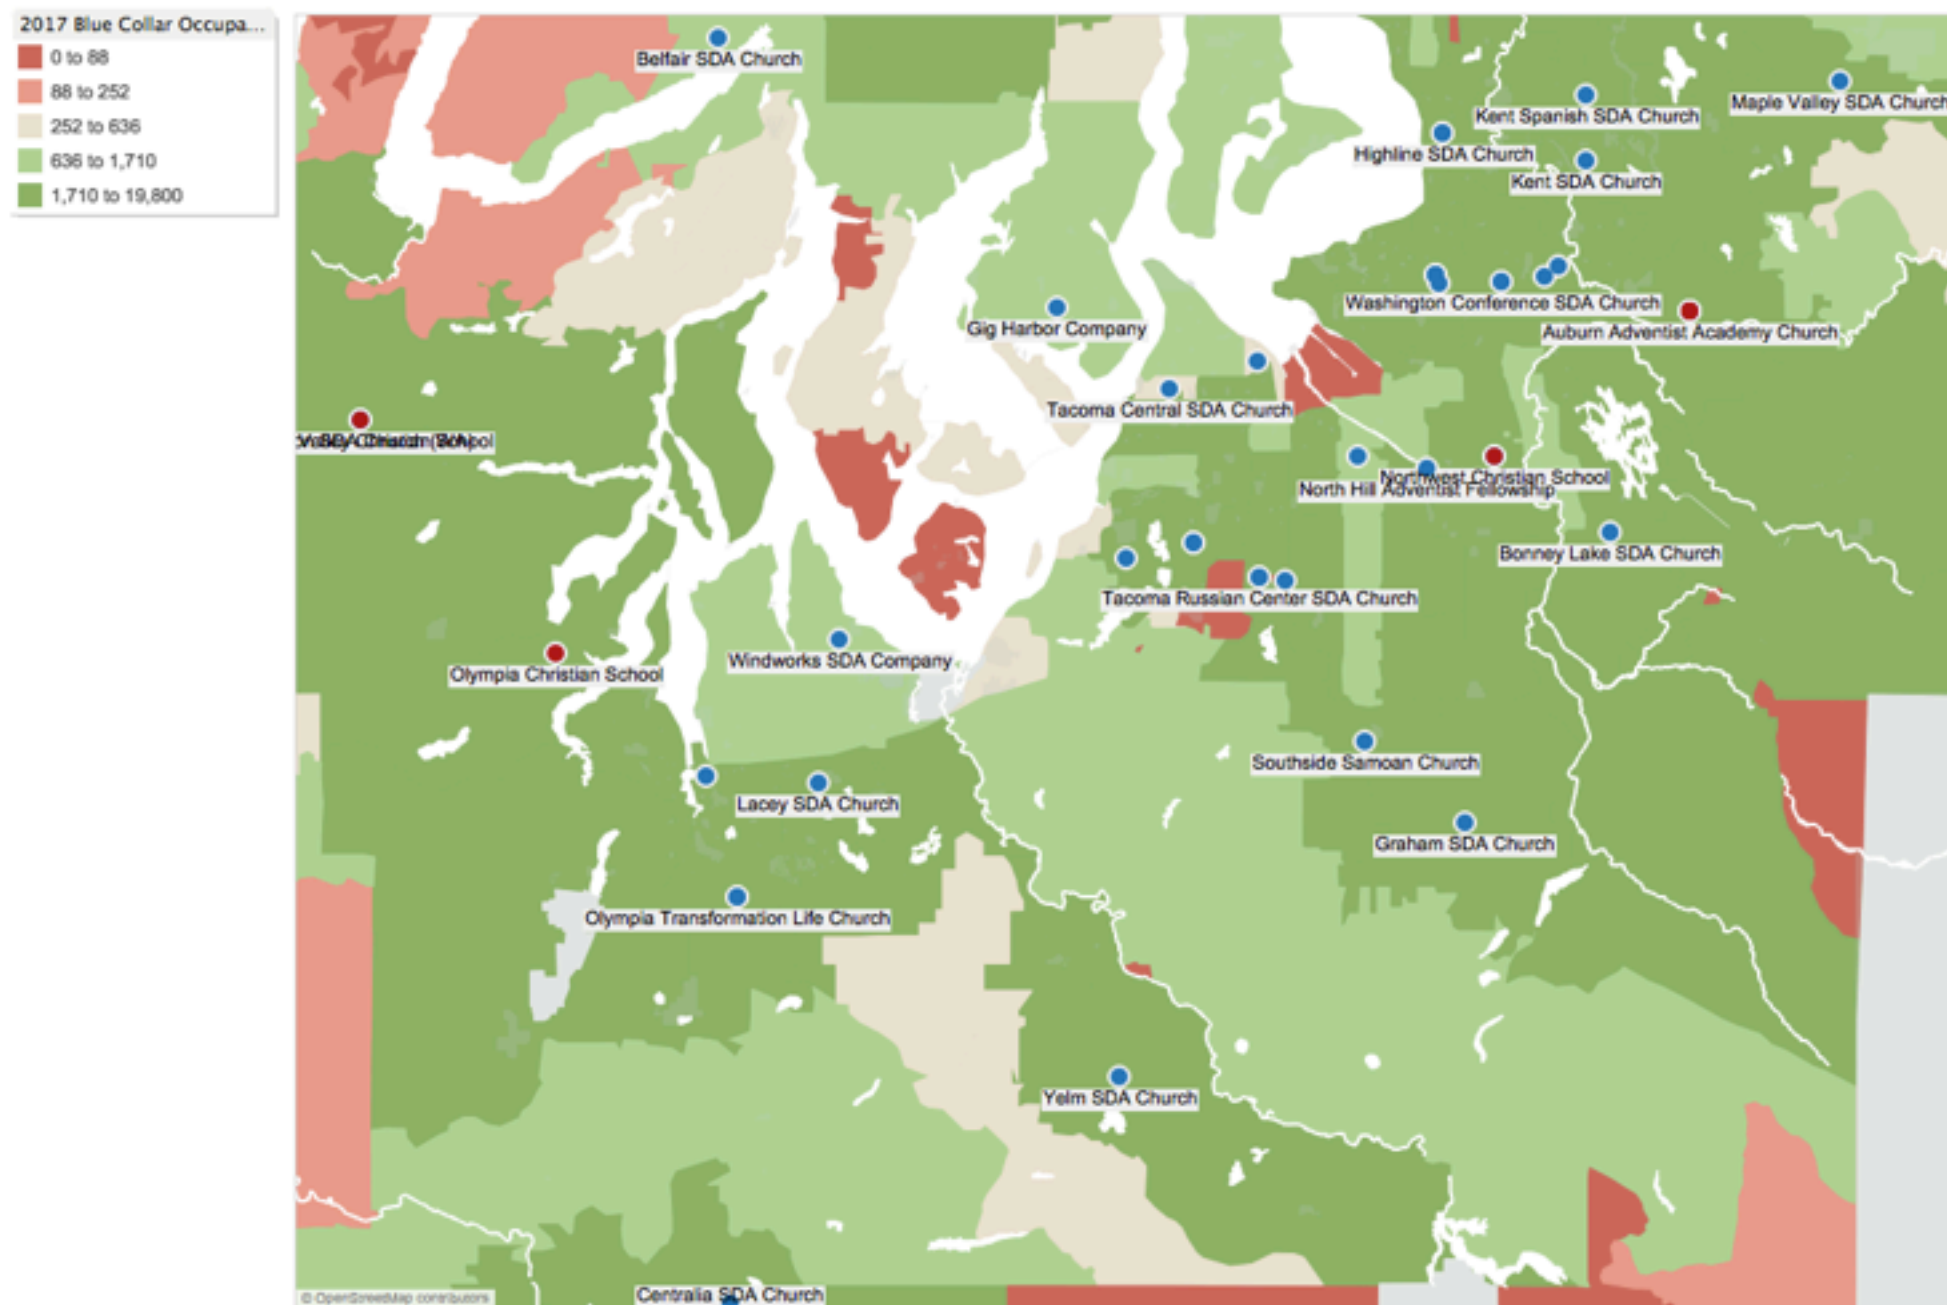 2017 Blue Collar Occupa...
0 to 88
88 to 252
252 to 636
636 to 1,710
1,710 to 19,800
Belfair SDA Church
Kent Spanish SDA Church
Maple Valley SDA Church
Highline SDA Church
Kent SDA Church
Washington Conference SDA Church
Gig Harbor Company
Auburn Adventist Academy Church
Tacoma Central SDA Church
Northwest Christian School
North Hill Adventist Fellowship
Bonney Lake SDA Church
Tacoma Russian Center SDA Church
Windworks SDA Company
Olympia Christian School
Southside Samoan Church
Lacey SDA Church
Graham SDA Church
Olympia Transformation Life Church
Yelm SDA Church
Centralia SDA Church
© OpenStreetMap contributors